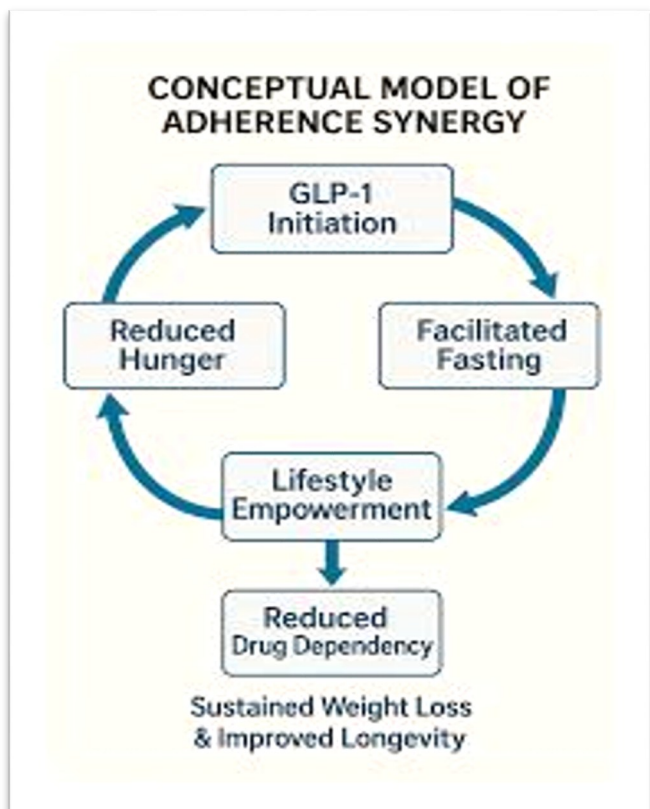 CONCEPTUAL MODEL OF
ADHERENCE SYNERGY
GLP-1
Initiation
Reduced
Hunger
Facilitated
Fasting
Lifestyle
Empowerment
Reduced
Drug Dependency
Sustained Weight Loss
& Improved Longevity